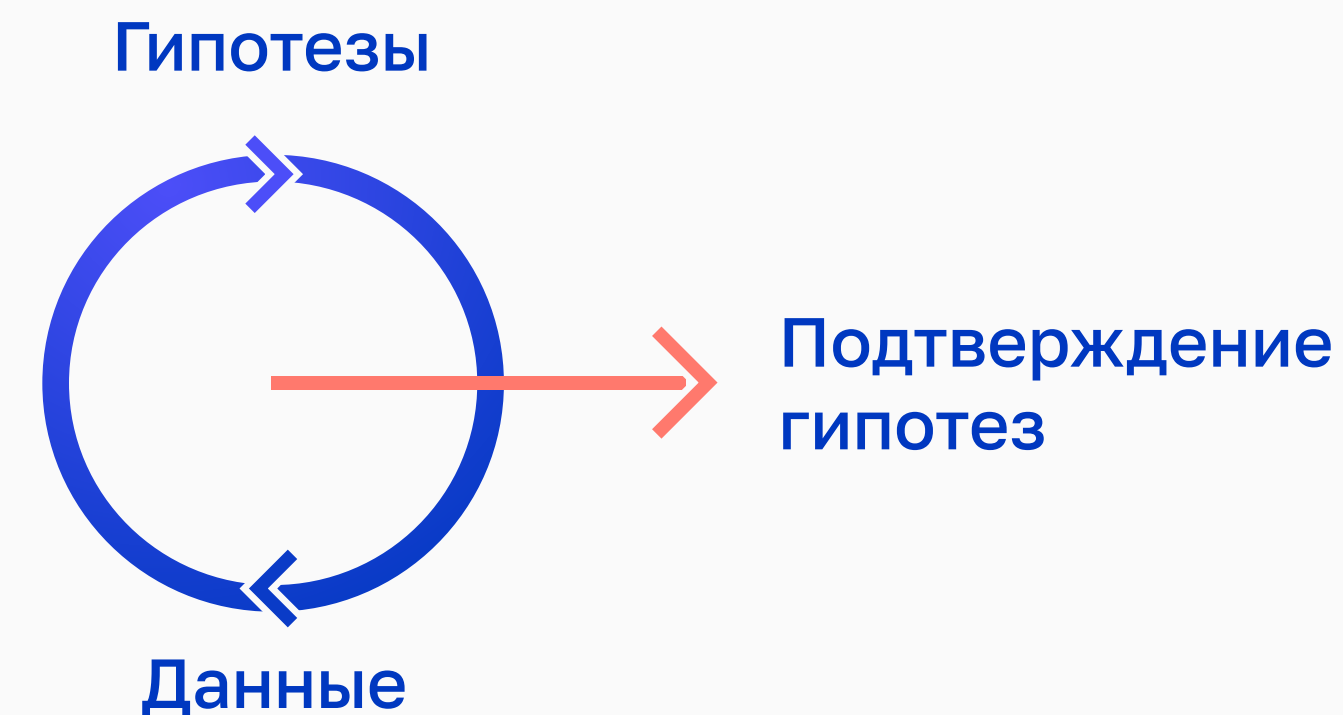 Гипотезы
Подтверждение
гипотез
Данные